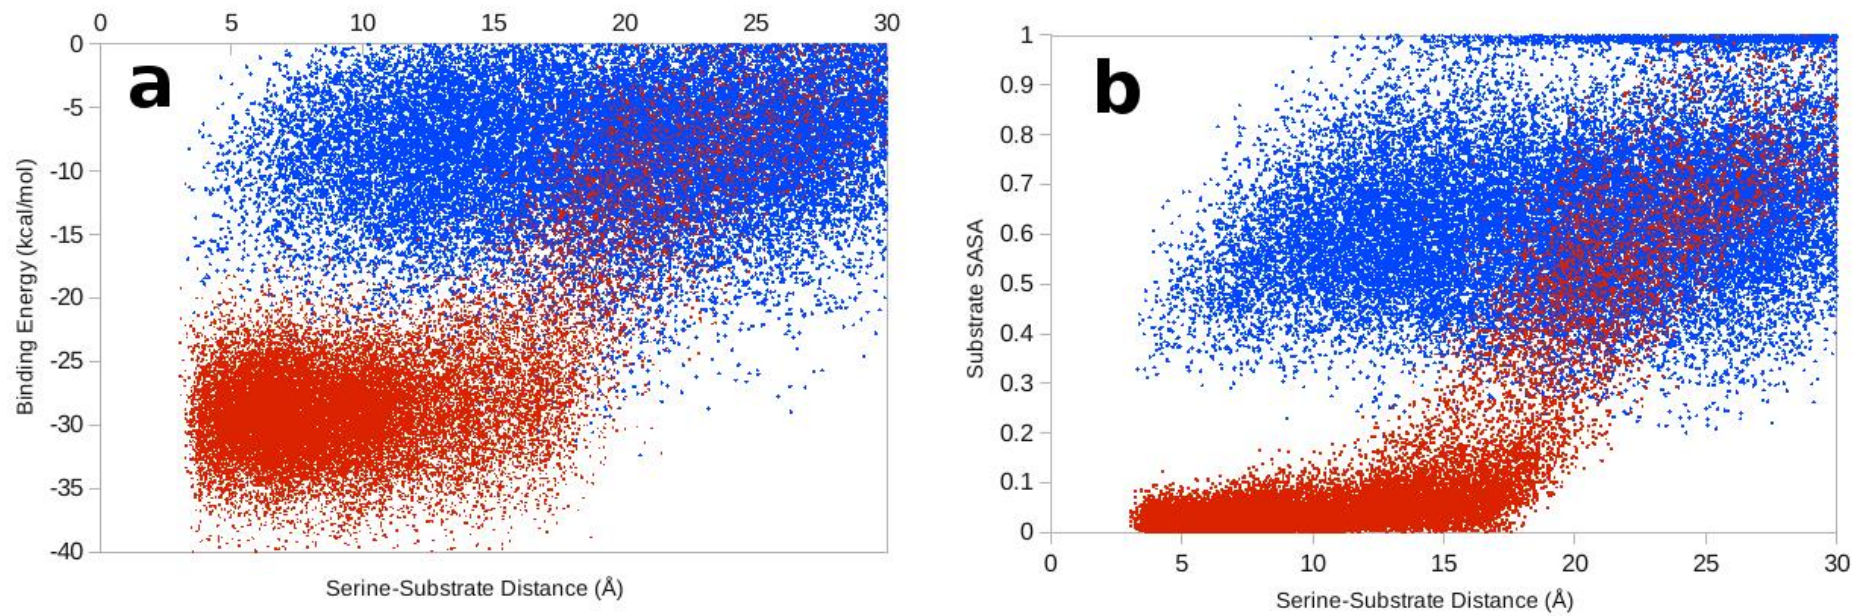 0 5 10 15 20 25 30
0
a
-5
-10
-15
-20
-25
-30
-35
-40
Binding Energy (kcal/mol)
Serine-Substrate Distance (Å)
1
b
0.9
0.8
0.7
0.6
0.5
0.4
0.3
0.2
0.1
0
Substrate SASA
0 5 10 15 20 25 30
Serine-Substrate Distance (Å)